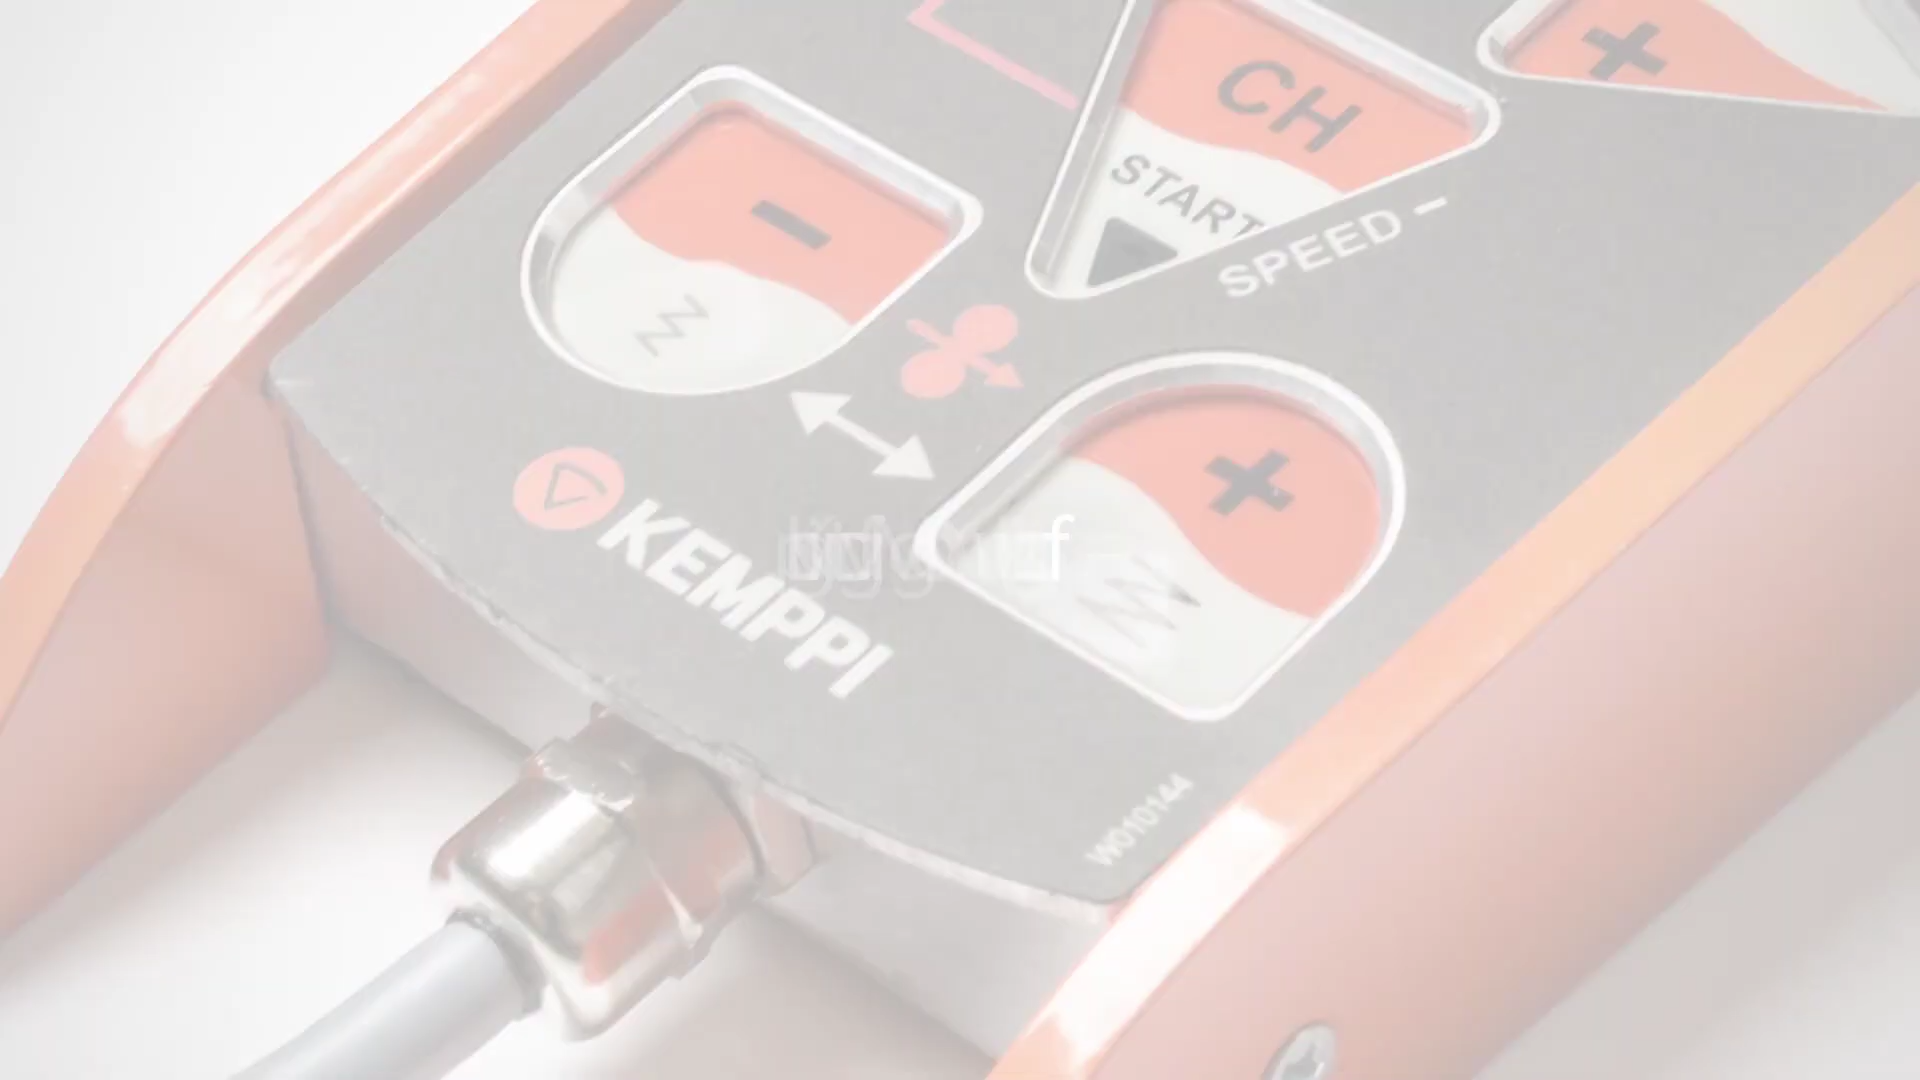 +
CH
START
SPEED –
-
+
KEMPPI
W010144